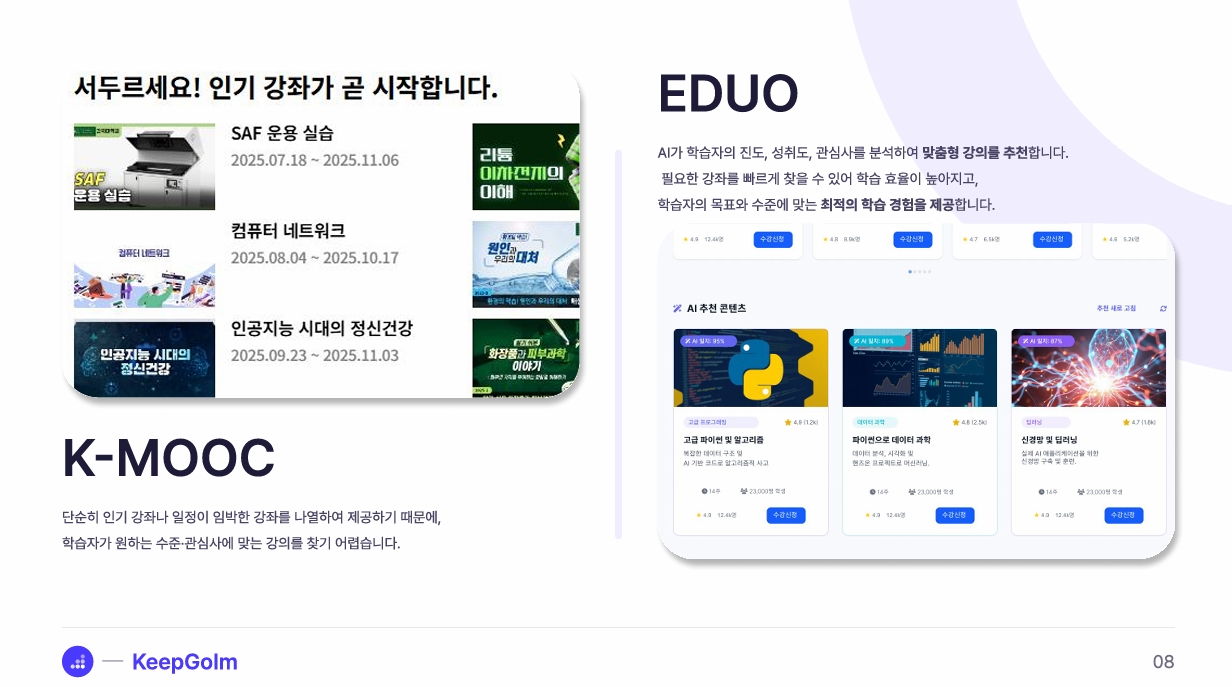 서두르세요! 인기 강좌가 곧 시작합니다.
SAF
운용 실습
SAF 운용 실습
2025.07.18 ~ 2025.11.06
리튬
이차전지의
이해
컴퓨터 네트워크
컴퓨터 네트워크
2025.08.04 ~ 2025.10.17
원인과
우리의 대처
인공지능 시대의
정신건강
인공지능 시대의 정신건강
2025.09.23 ~ 2025.11.03
화장품과 피부과학
이야기
K-MOOC
단순히 인기 강좌나 일정이 임박한 강좌를 나열하여 제공하기 때문에,
학습자가 원하는 수준·관심사에 맞는 강의를 찾기 어렵습니다.
EDUO
AI가 학습자의 진도, 성취도, 관심사를 분석하여 맞춤형 강의를 추천합니다.
필요한 강좌를 빠르게 찾을 수 있어 학습 효율이 높아지고,
학습자의 목표와 수준에 맞는 최적의 학습 경험을 제공합니다.
4.9 12.4k명 수강신청
4.8 8.9k명 수강신청
4.7 6.5k명 수강신청
4.6 5.2k명
AI 추천 콘텐츠
추천 새로 고침
AI 일치: 95%
고급 프로그래밍
4.9 (1.2k)
고급 파이썬 및 알고리즘
복잡한 데이터 구조 및
AI 기반 코드로 알고리즘적 사고
14주 23,000명 학생
4.9 12.4k명 수강신청
AI 일치: 89%
데이터 과학
4.8 (2.5k)
파이썬으로 데이터 과학
데이터 분석, 시각화 및
핸즈온 프로젝트로 머신러닝.
14주 23,000명 학생
4.9 12.4k명 수강신청
AI 일치: 87%
딥러닝
4.7 (1.8k)
신경망 및 딥러닝
실제 AI 애플리케이션을 위한
신경망 구축 및 훈련.
14주 23,000명 학생
4.9 12.4k명 수강신청
KeepGolm
08